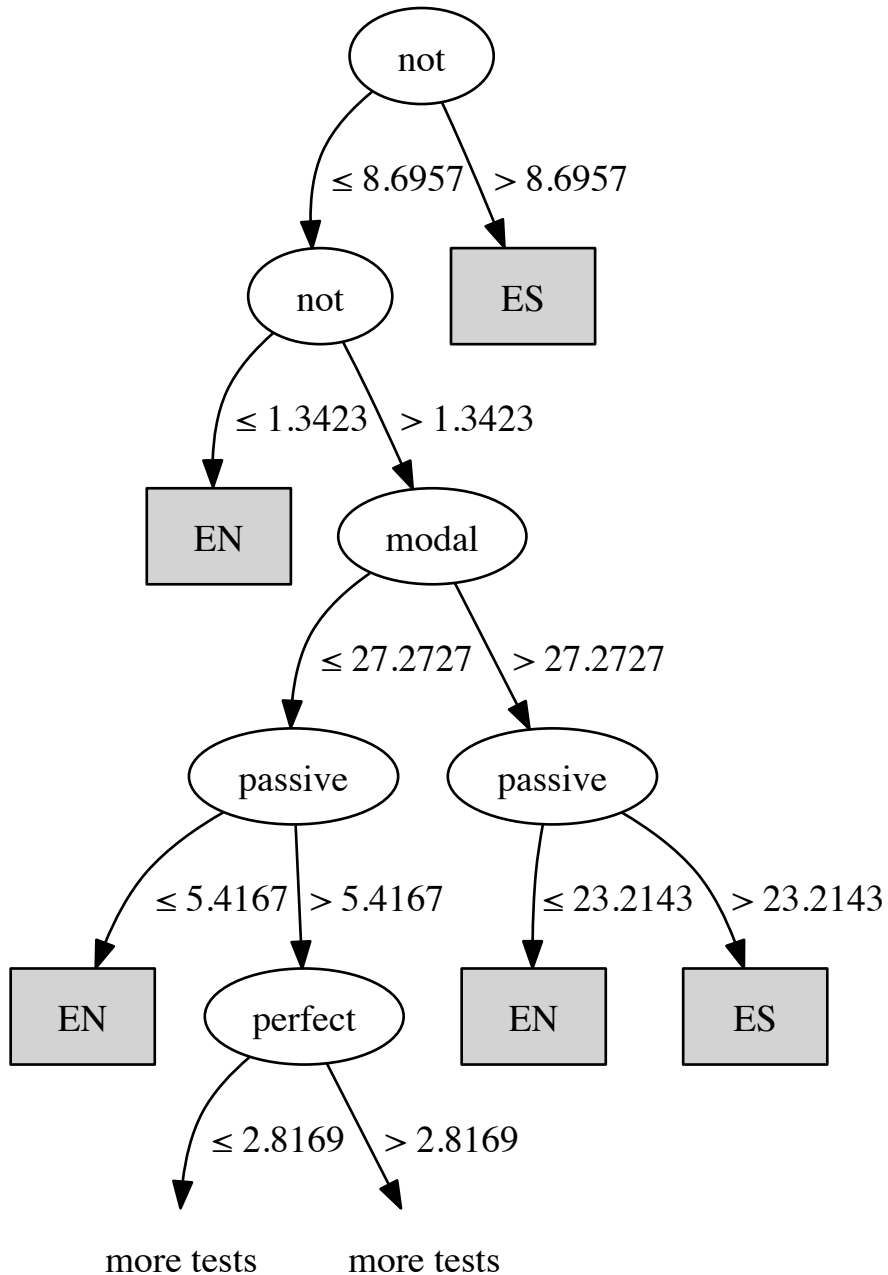 not
≤ 8.6957 > 8.6957
not ES
≤ 1.3423 > 1.3423
EN modal
≤ 27.2727 > 27.2727
passive passive
≤ 5.4167 > 5.4167 ≤ 23.2143 > 23.2143
EN perfect EN ES
≤ 2.8169 > 2.8169
more tests more tests